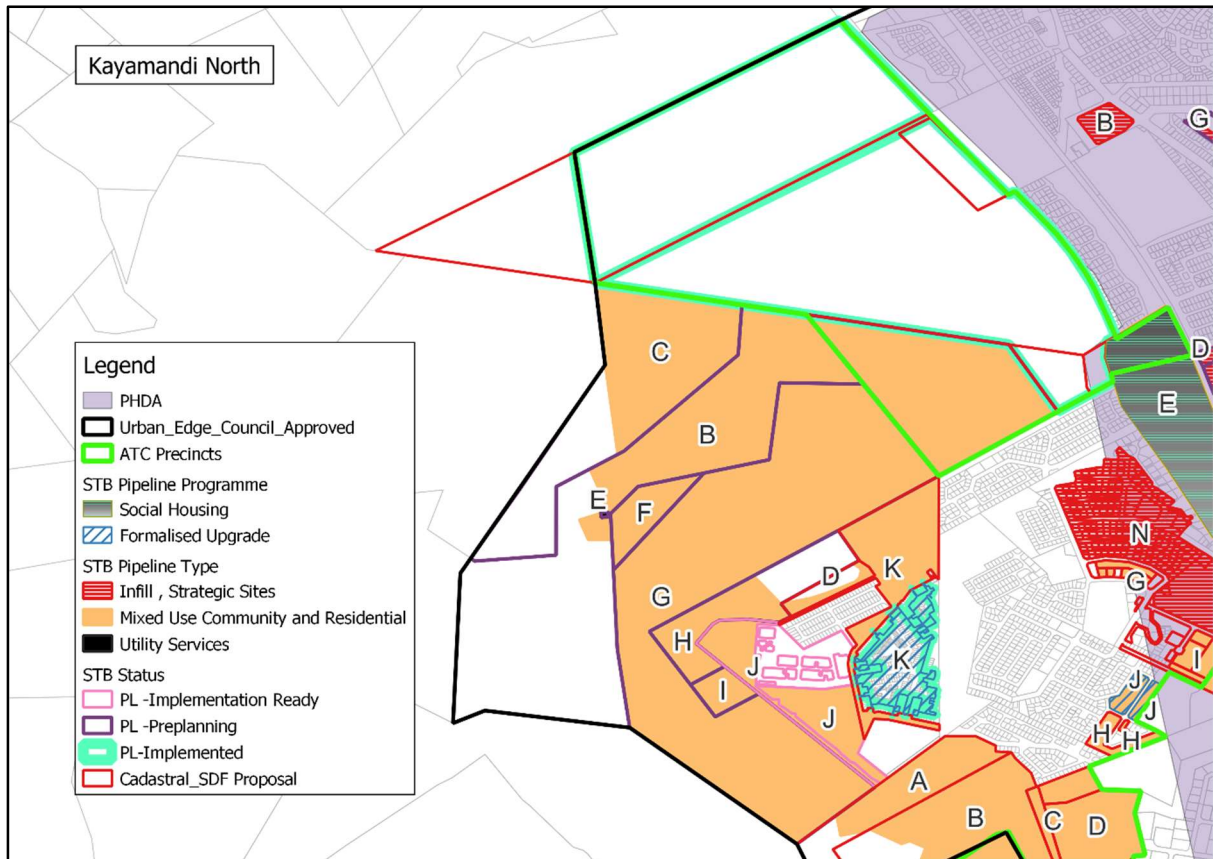 Kayamandi North
B
G
C
D
B
E
E
F
N
D
K
G
G
H
J
K
I
I
J
J
J
H
H
A
B
C
D
Legend
PHDA
Urban_Edge_Council_Approved
ATC Precincts
STB Pipeline Programme
Social Housing
Formalised Upgrade
STB Pipeline Type
Infill , Strategic Sites
Mixed Use Community and Residential
Utility Services
STB Status
PL -Implementation Ready
PL -Preplanning
PL-Implemented
Cadastral_SDF Proposal